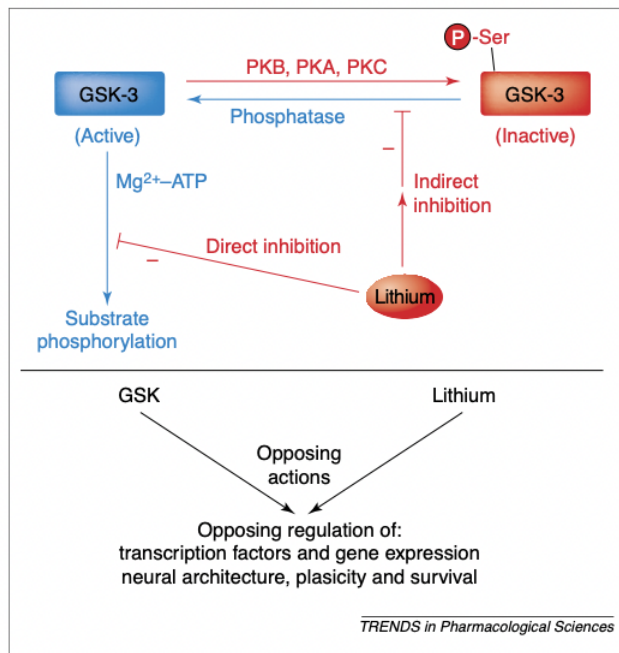 P -Ser
PKB, PKA, PKC
GSK-3
GSK-3
Phosphatase
(Active)
(Inactive)
–
Mg2+–ATP
Indirect
inhibition
Direct inhibition
–
Lithium
Substrate
phosphorylation
GSK
Lithium
Opposing
actions
Opposing regulation of:
transcription factors and gene expression
neural architecture, plasicity and survival
TRENDS in Pharmacological Sciences